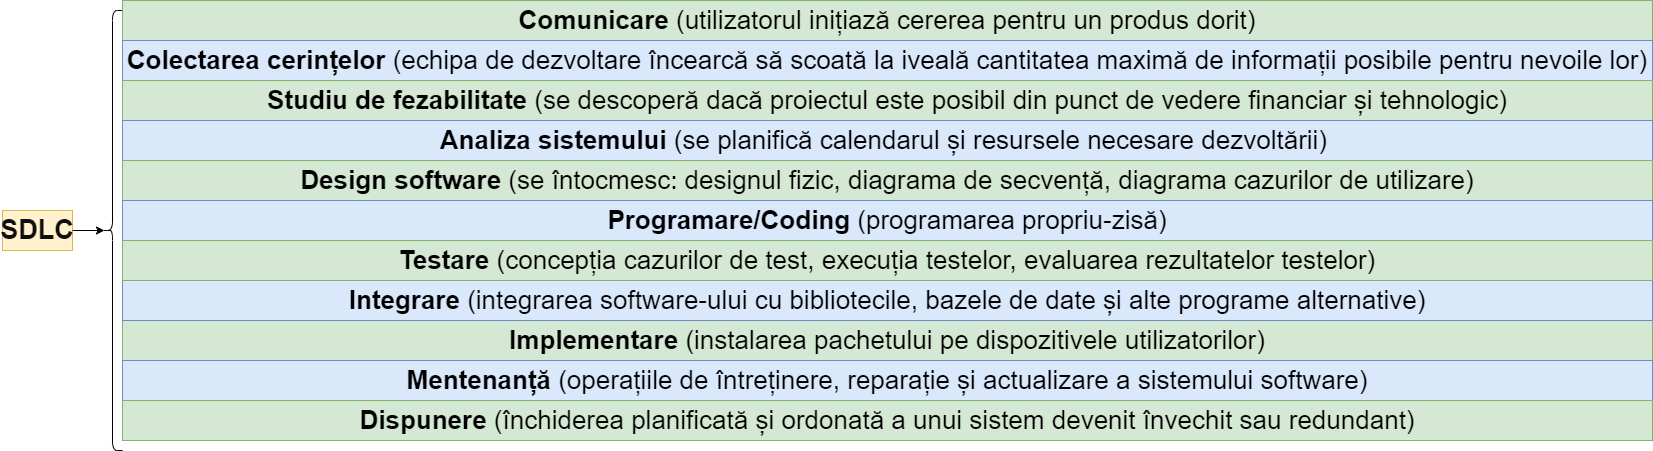 Comunicare (utilizatorul inițiază cererea pentru un produs dorit)
Colectarea cerințelor (echipa de dezvoltare încearcă să scoată la iveală cantitatea maximă de informații posibile pentru nevoile lor)
Studiu de fezabilitate (se descoperă dacă proiectul este posibil din punct de vedere financiar și tehnologic)
Analiza sistemului (se planifică calendarul și resursele necesare dezvoltării)
Design software (se întocmesc: designul fizic, diagrama de secvență, diagrama cazurilor de utilizare)
SDLC
Programare/Coding (programarea propriu-zisă)
Testare (concepția cazurilor de test, execuția testelor, evaluarea rezultatelor testelor)
Integrare (integrarea software-ului cu bibliotecile, bazele de date și alte programe alternative)
Implementare (instalarea pachetului pe dispozitivele utilizatorilor)
Mentenanță (operațiile de întreținere, reparație și actualizare a sistemului software)
Dispunere (închiderea planificată și ordonată a unui sistem devenit învechit sau redundant)